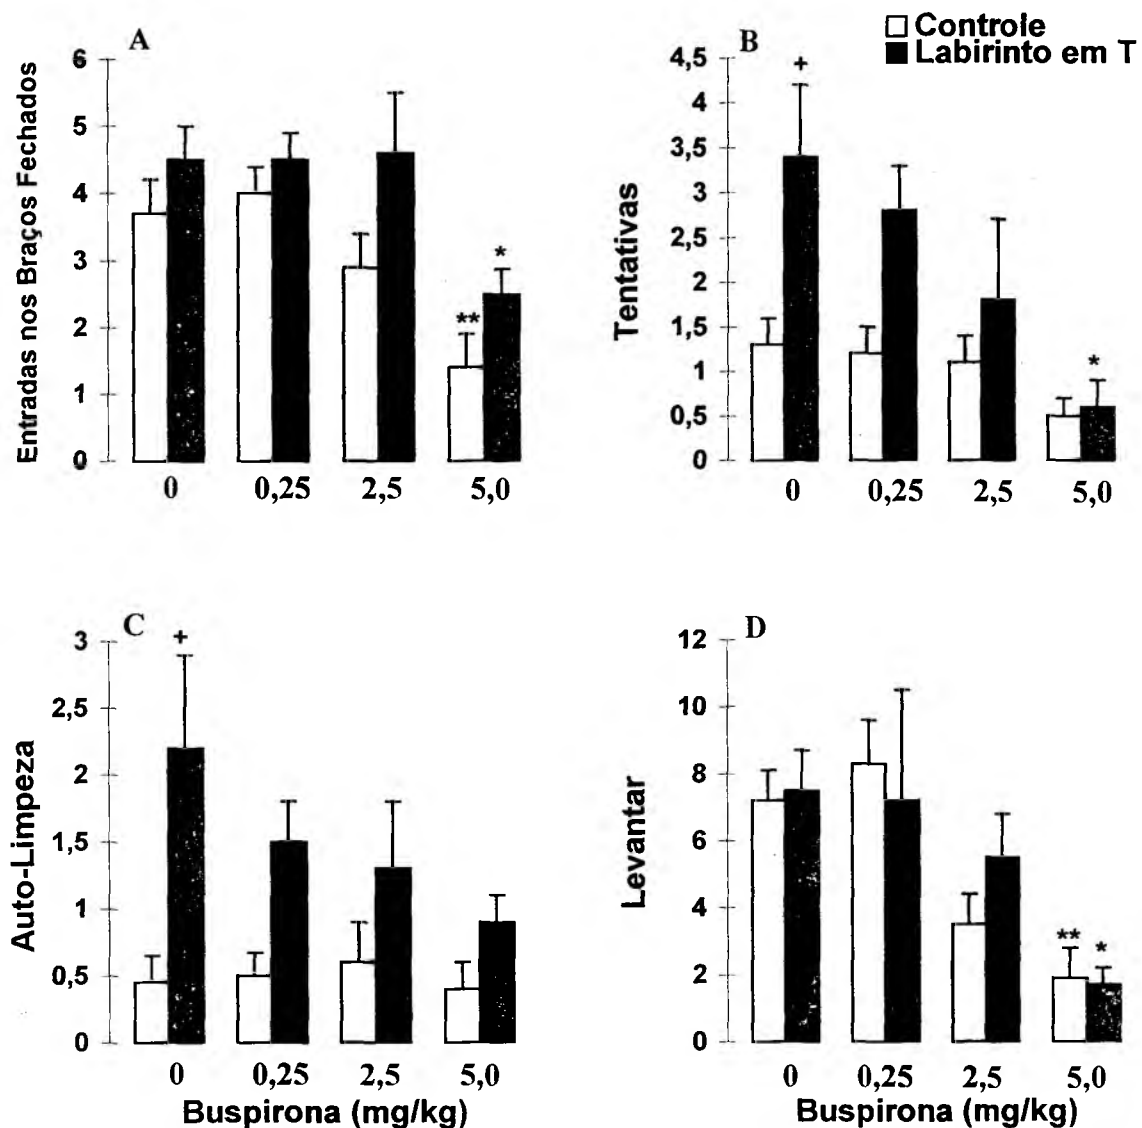 Controle
Labirinto em T
A
Entradas nos Braços Fechados
6
5
4
3
2
1
0
**
*
0 0,25 2,5 5,0
B
Tentativas
4,5
4
3,5
3
2,5
2
1,5
1
0,5
0
+
*
0 0,25 2,5 5,0
C
Auto-Limpeza
3
2,5
2
1,5
1
0,5
0
+
0 0,25 2,5 5,0
Buspirona (mg/kg)
D
Levantar
12
10
8
6
4
2
0
**
*
0 0,25 2,5 5,0
Buspirona (mg/kg)